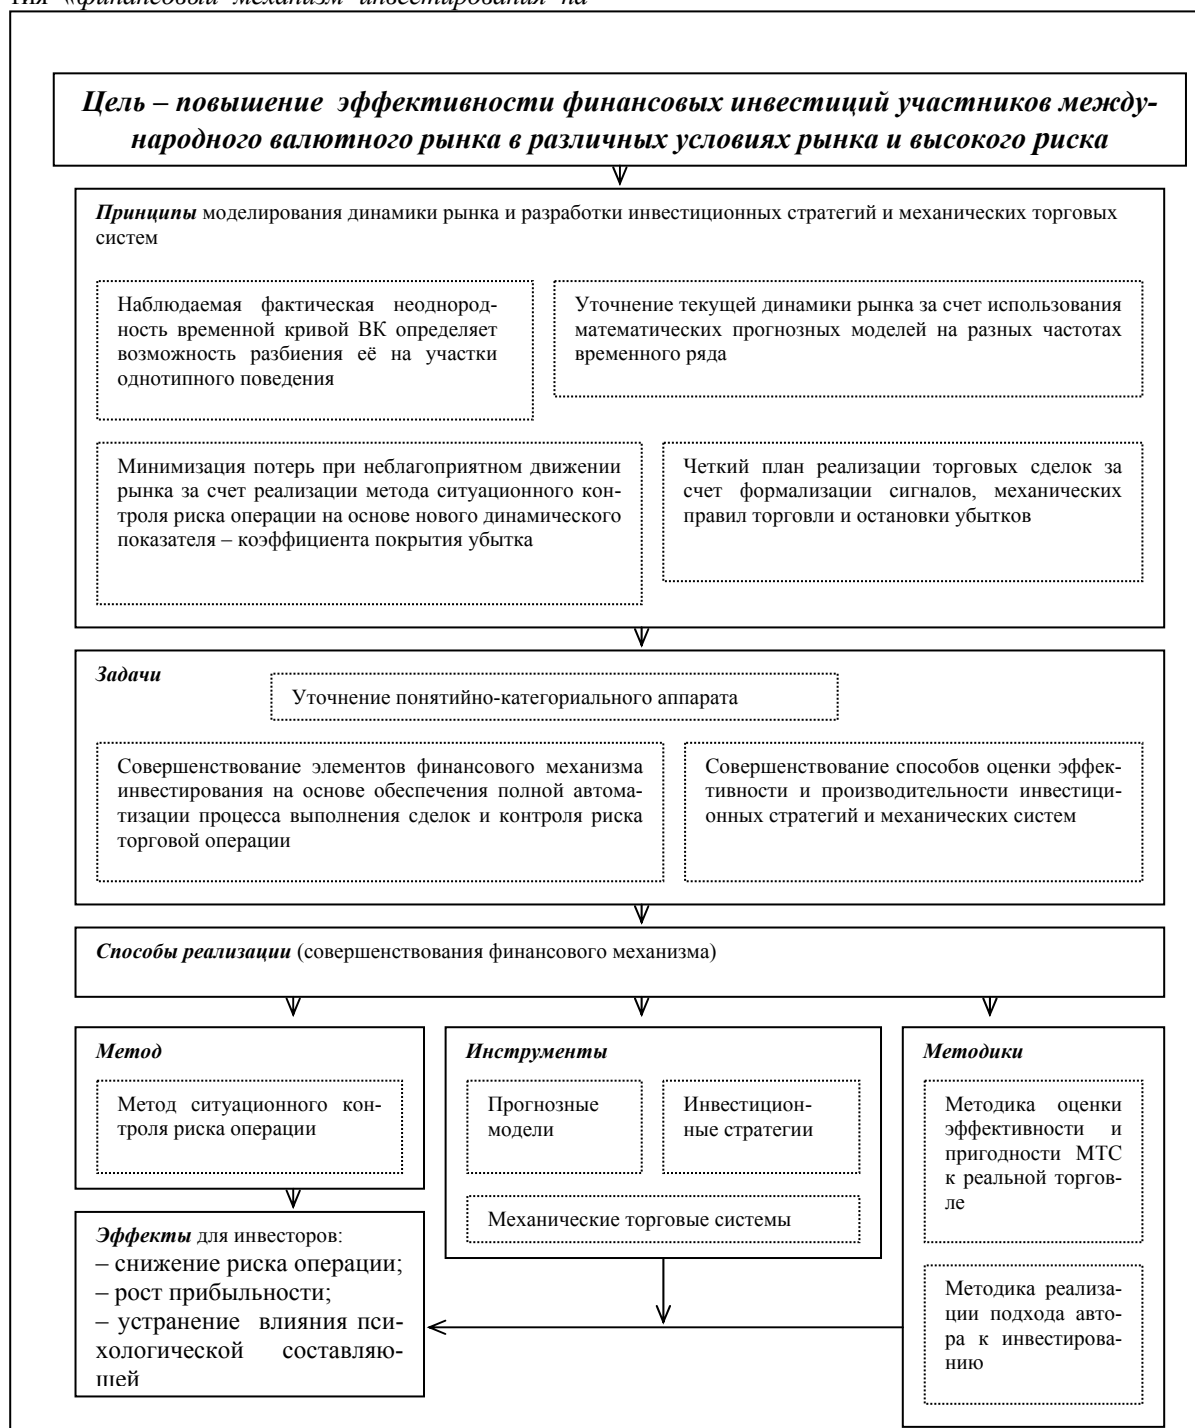 тия «финансовый механизм инвестирования на
Цель – повышение эффективности финансовых инвестиций участников между-
народного валютного рынка в различных условиях рынка и высокого риска
Принципы моделирования динамики рынка и разработки инвестиционных стратегий и механических торговых
систем
Наблюдаемая фактическая неоднород-
ность временной кривой ВК определяет
возможность разбиения её на участки
однотипного поведения
Уточнение текущей динамики рынка за счет использования
математических прогнозных моделей на разных частотах
временного ряда
Минимизация потерь при неблагоприятном движении
рынка за счет реализации метода ситуационного кон-
троля риска операции на основе нового динамического
показателя – коэффициента покрытия убытка
Четкий план реализации торговых сделок за
счет формализации сигналов, механических
правил торговли и остановки убытков
Задачи
Уточнение понятийно-категориального аппарата
Совершенствование элементов финансового механизма
инвестирования на основе обеспечения полной автома-
тизации процесса выполнения сделок и контроля риска
торговой операции
Совершенствование способов оценки эффек-
тивности и производительности инвестици-
онных стратегий и механических систем
Способы реализации (совершенствования финансового механизма)
Метод
Метод ситуационного кон-
троля риска операции
Инструменты
Прогнозные
модели
Инвестицион-
ные стратегии
Механические торговые системы
Методики
Методика оценки
эффективности и
пригодности МТС
к реальной торгов-
ле
Методика реализа-
ции подхода авто-
ра к инвестирова-
нию
Эффекты для инвесторов:
– снижение риска операции;
– рост прибыльности;
– устранение влияния пси-
хологической составляю-
щей